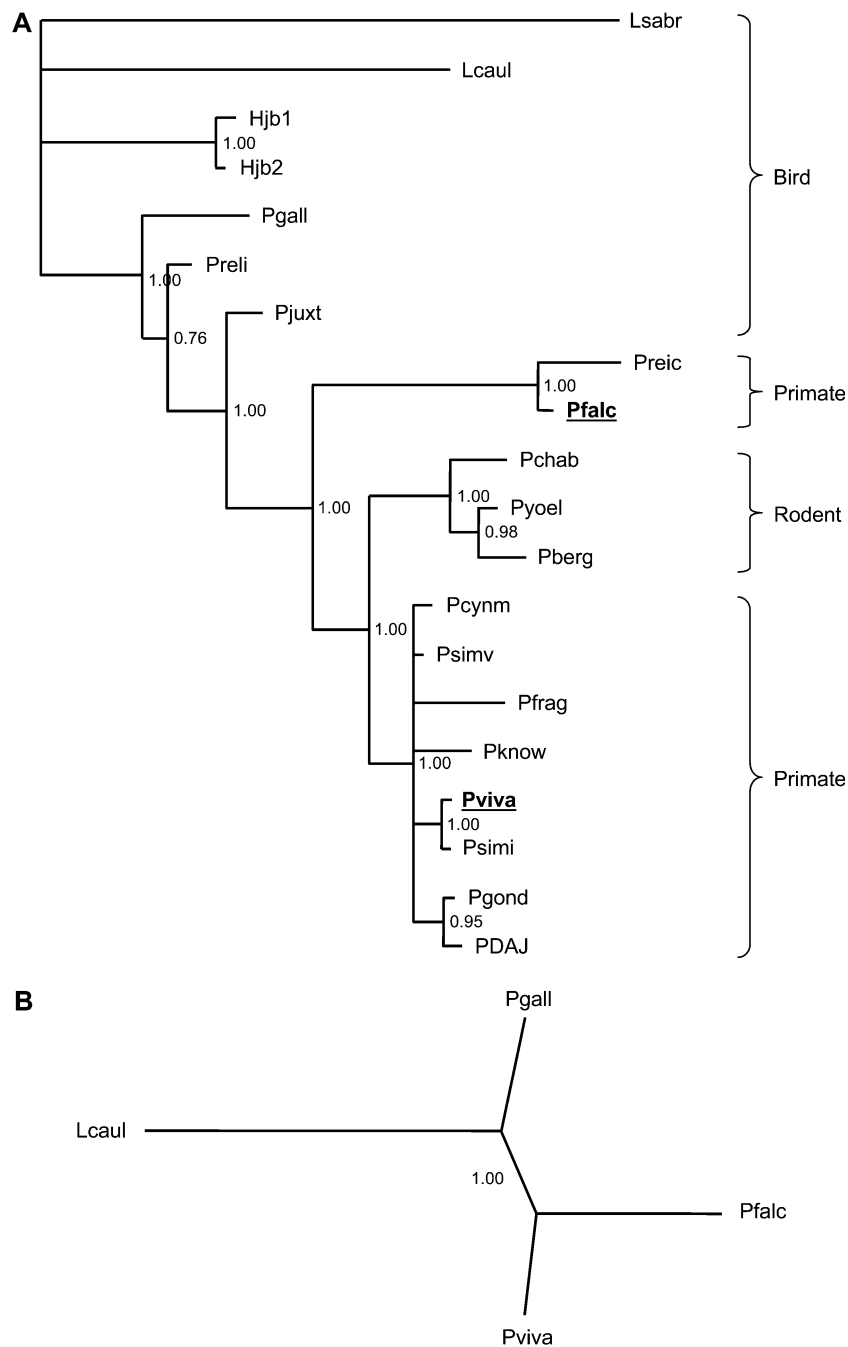 A
Lsabr
Lcaul
Hjb1
1.00
Hjb2
Bird
Pgall
Preli
1.00
Pjuxt
0.76
Preic
1.00
Primate
Pfalc
1.00
Pchab
1.00
Pyoel
1.00
Rodent
0.98
Pberg
Pcynm
1.00
Psimv
Pfrag
Pknow
1.00
Primate
Pviva
1.00
Psimi
Pgond
0.95
PDAJ
B
Pgall
Lcaul
1.00
Pfalc
Pviva